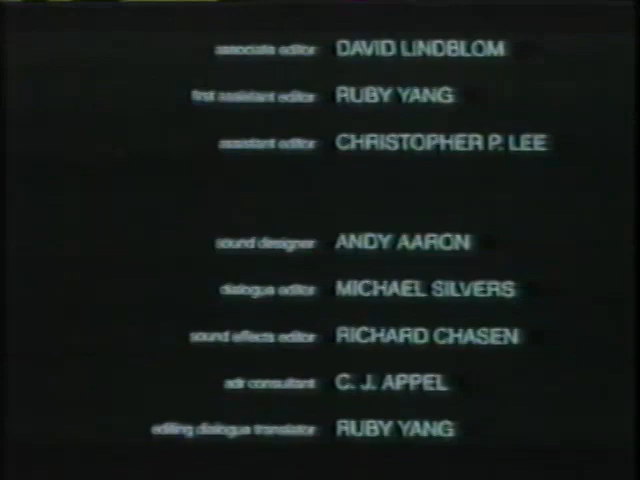 associate editor DAVID LINDBLOM
first assistant editor RUBY YANG
assistant editor CHRISTOPHER P. LEE
sound designer ANDY AARON
dialogue editor MICHAEL SILVERS
sound effects editor RICHARD CHASEN
adr consultant C. J. APPEL
editing dialogue translator RUBY YANG